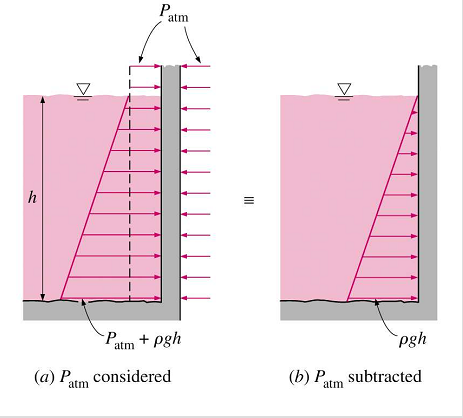 P_atm
h
≡
P_atm + ρgh
ρgh
(a) P_atm considered
(b) P_atm subtracted